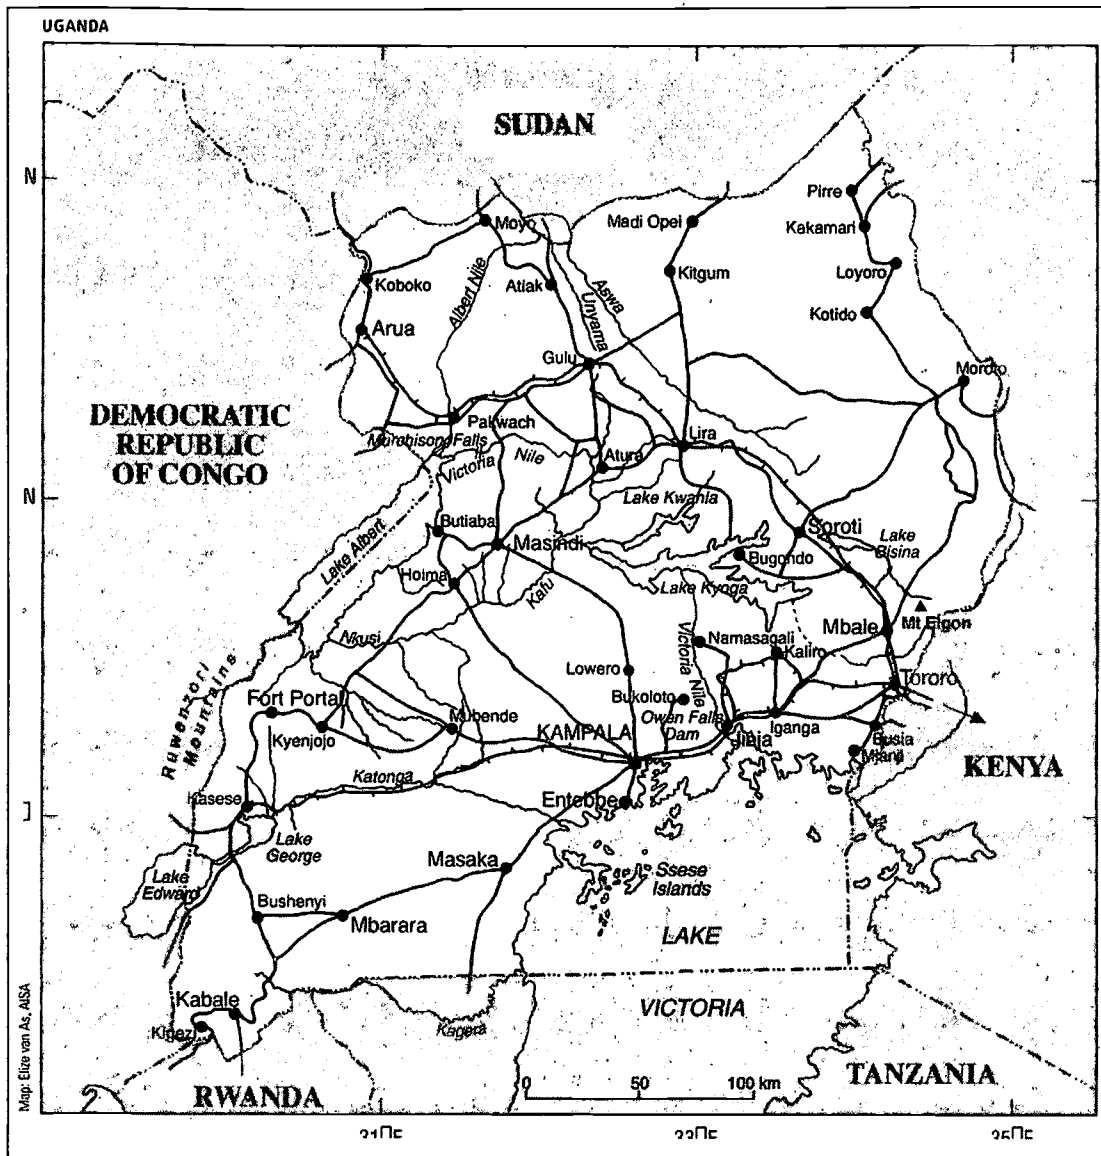 UGANDA
SUDAN
N
Pirre
Moyo
Madi Opei
Kakamari
Koboko
Albert Nile
Atiak
Kitgum
Loyoro
Aswa
Unyama
Arua
Kotido
Gulu
Moroto
DEMOCRATIC
REPUBLIC
OF CONGO
Pakwach
Murchison Falls
Lira
Victoria
Nile
Atura
N
Lake Kwania
Butiaba
Masindi
Soroti
Lake
Bisina
Lake Albert
Bugondo
Hoima
Kafu
Lake Kyoga
Mt Elgon
Nkusi
Mbale
Namasagali
Kaliro
Victoria Nile
Ruwenzori
Mountains
Lowero
Tororo
Fort Portal
Bukoloto
Mubende
Owen Falls
Dam
Iganga
Kyenjojo
KAMPALA
Jinja
Busia
Mjanji
KENYA
Katonga
Kasese
Entebbe
Lake
George
Masaka
Ssese
Islands
Lake
Edward
Bushenyi
Mbarara
LAKE
VICTORIA
Kabale
Kigezi
Kagera
RWANDA
0 50 100 km
TANZANIA
Map: Elize van As, AISA